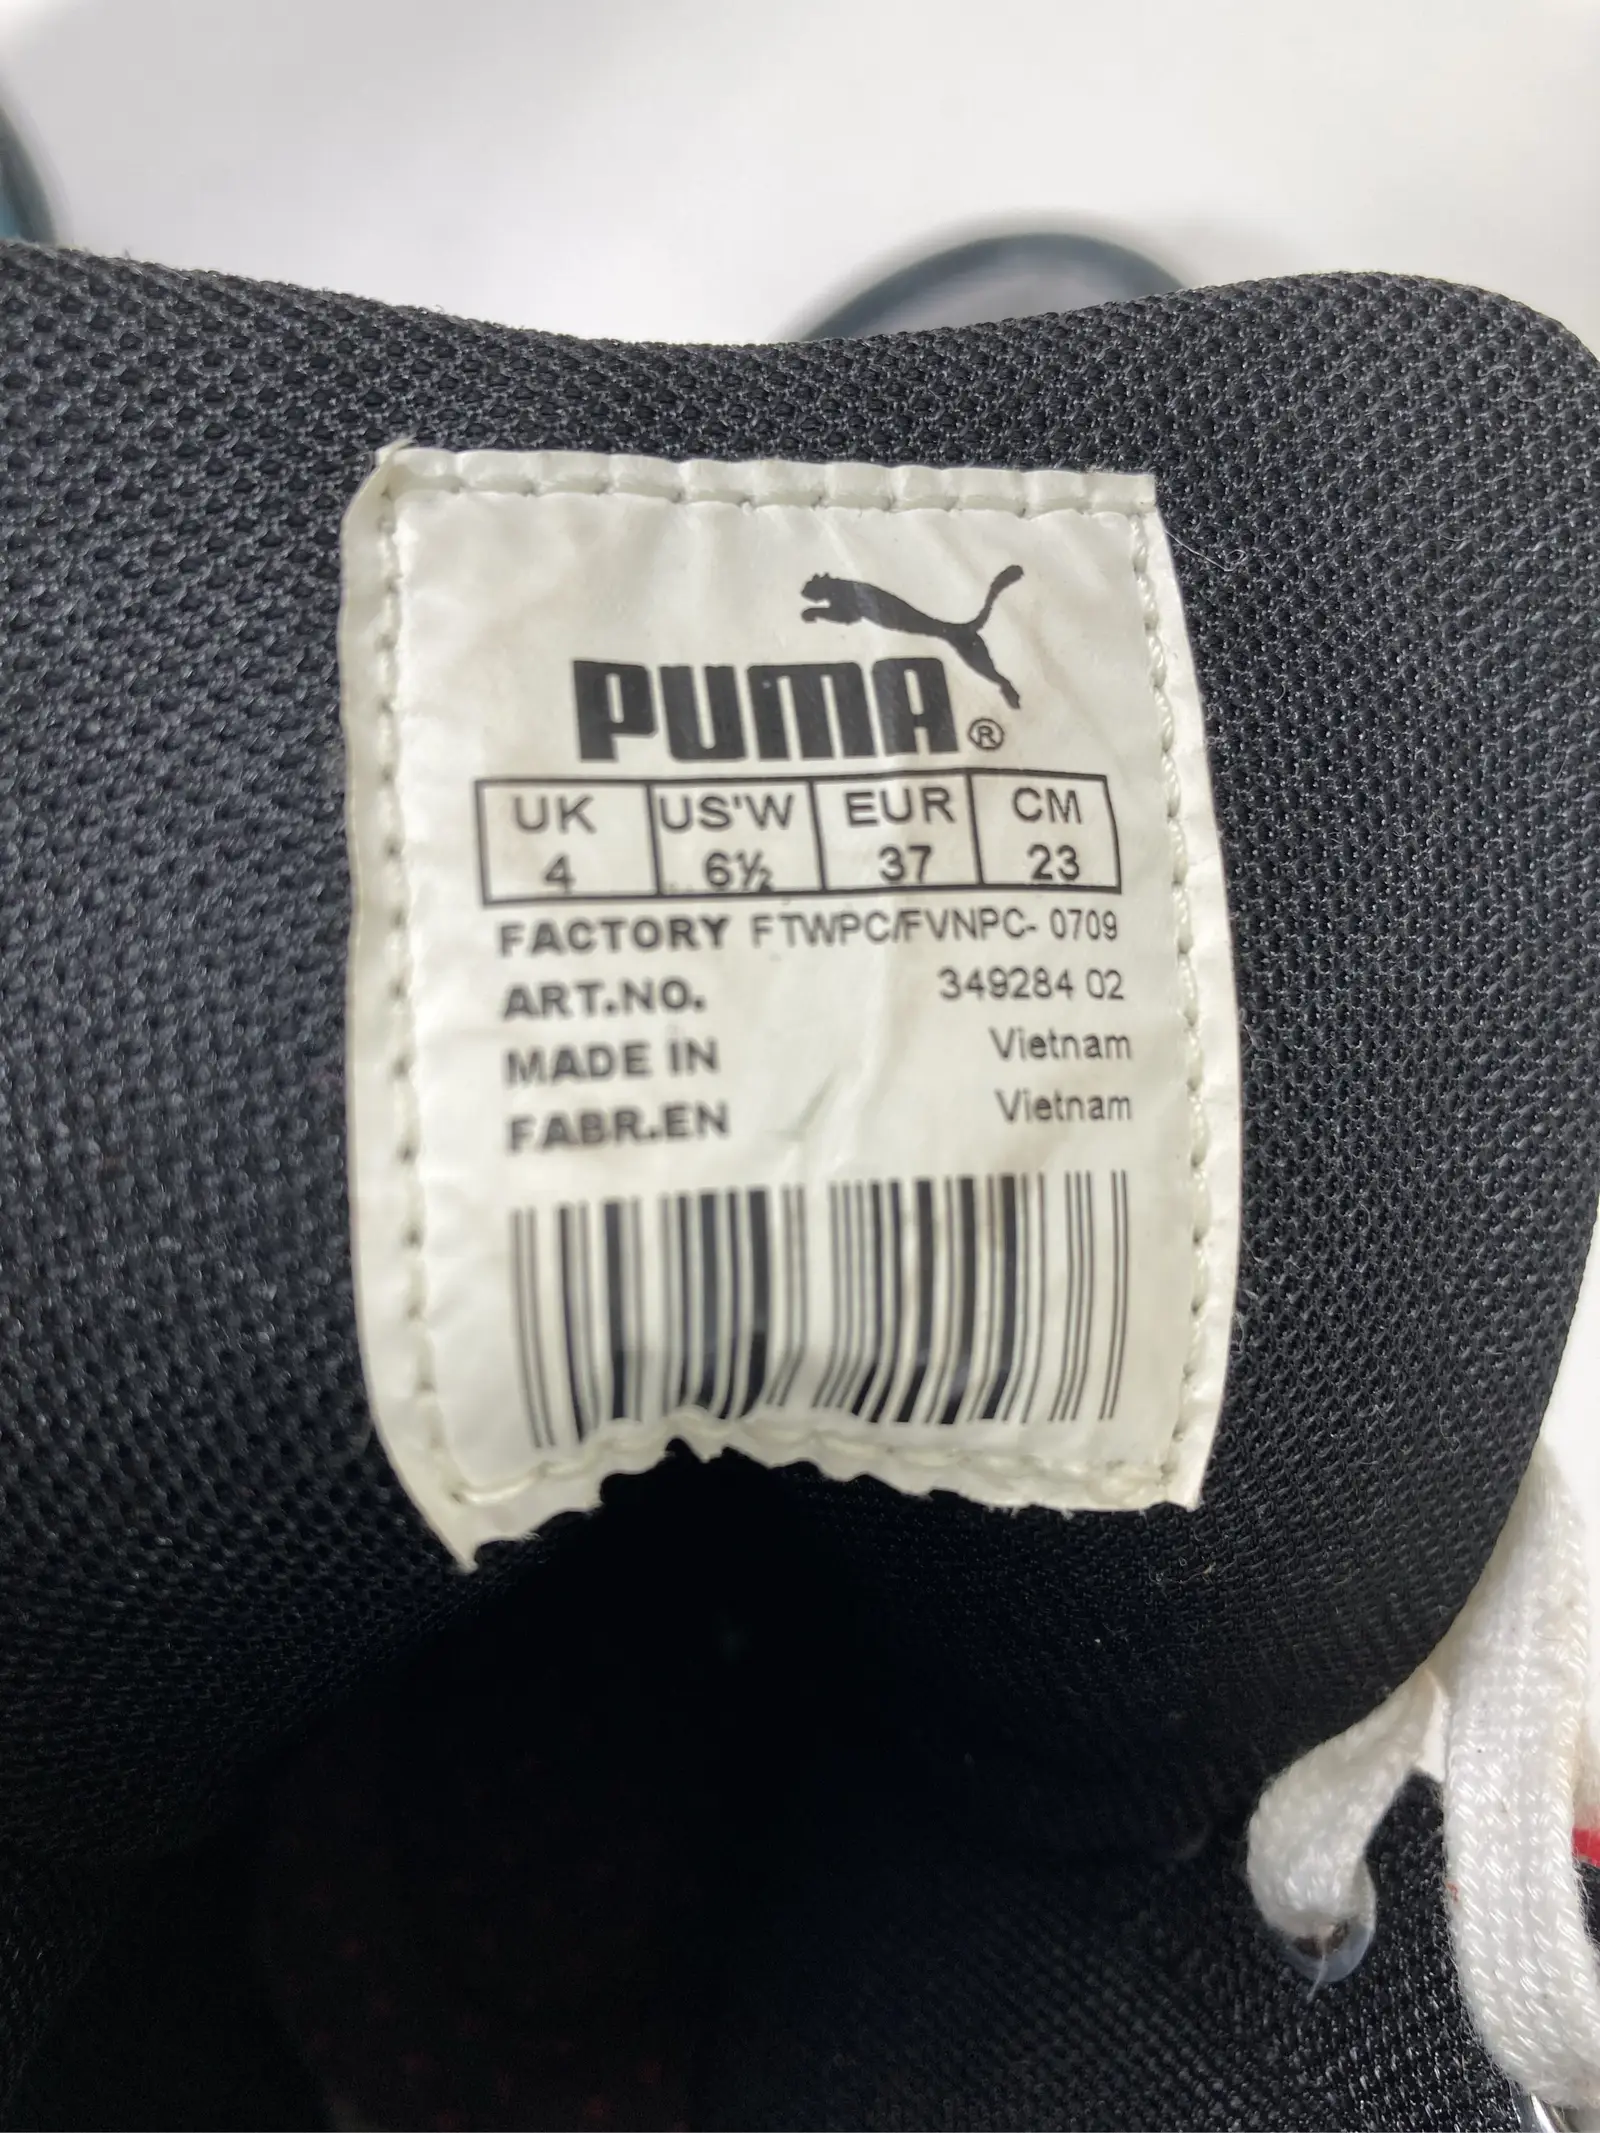 PUMA®
UK US'W EUR CM
4 6½ 37 23
FACTORY FTWPC/FVNPC- 0709
ART.NO. 349284 02
MADE IN Vietnam
FABR.EN Vietnam